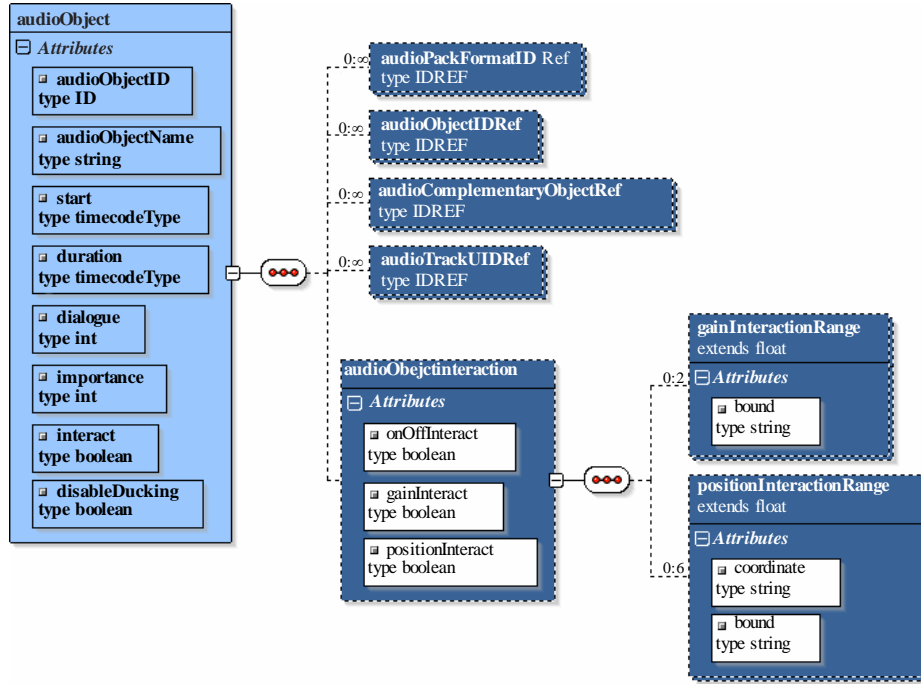 audioObject
Attributes
audioObjectID
type ID
audioObjectName
type string
start
type timecodeType
duration
type timecodeType
dialogue
type int
importance
type int
interact
type boolean
disableDucking
type boolean
0:∞
audioPackFormatID Ref
type IDREF
0:∞
audioObjectIDRef
type IDREF
0:∞
audioComplementaryObjectRef
type IDREF
0:∞
audioTrackUIDRef
type IDREF
audioObejctinteraction
Attributes
onOffInteract
type boolean
gainInteract
type boolean
positionInteract
type boolean
0:2
gainInteractionRange
extends float
Attributes
bound
type string
0:6
positionInteractionRange
extends float
Attributes
coordinate
type string
bound
type string